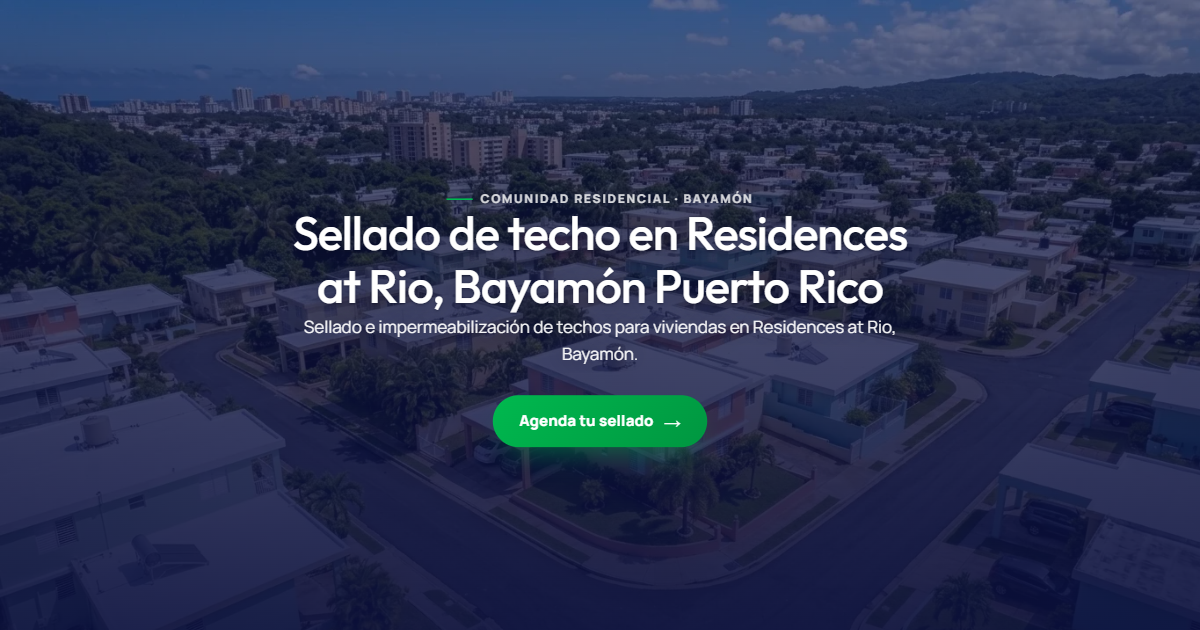 COMUNIDAD RESIDENCIAL · BAYAMÓN
Sellado de techo en Residences
at Rio, Bayamón Puerto Rico
Sellado e impermeabilización de techos para viviendas en Residences at Rio,
Bayamón.
Agenda tu sellado →